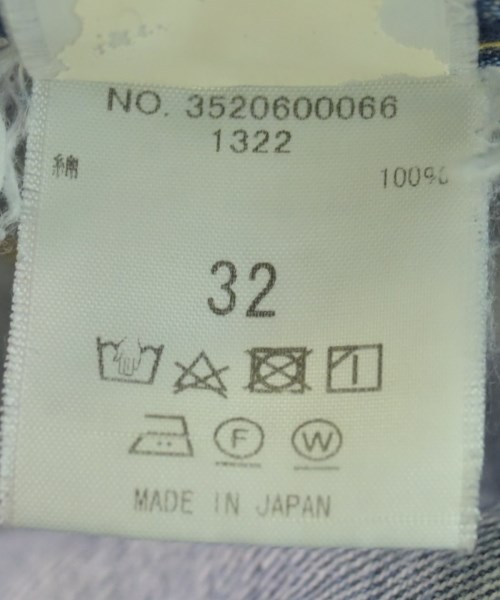 NO. 3520600066
1322
綿 100%
32
F W
MADE IN JAPAN